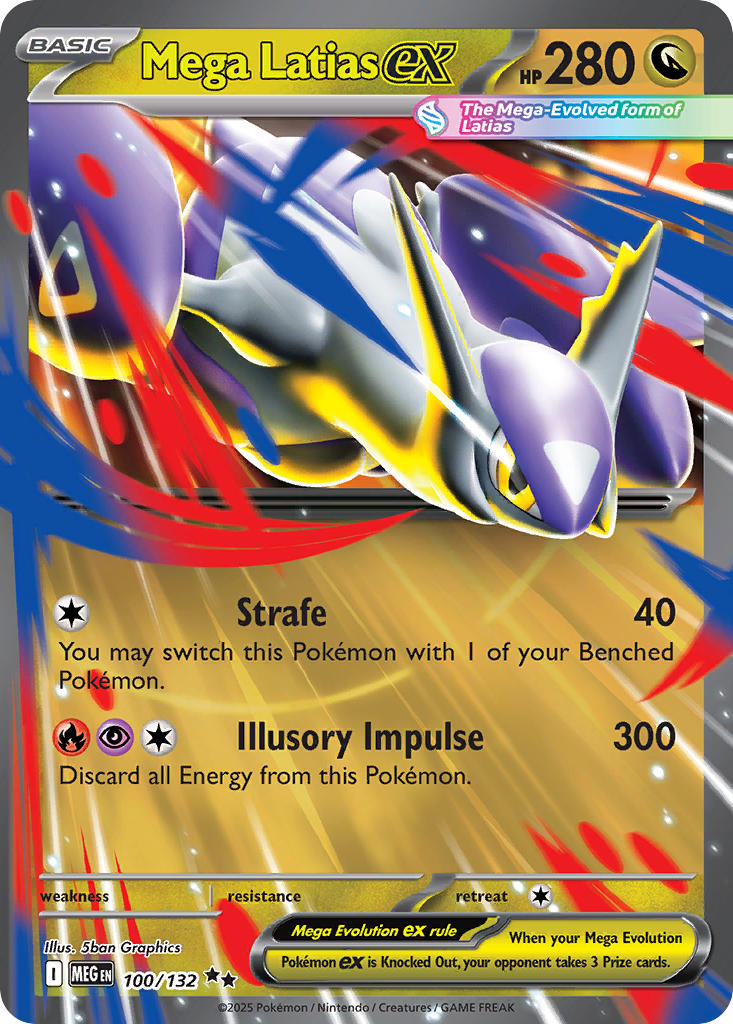 BASIC
Mega Latias ex
HP 280
The Mega-Evolved form of
Latias
Strafe 40
You may switch this Pokémon with 1 of your Benched
Pokémon.
Illusory Impulse 300
Discard all Energy from this Pokémon.
weakness resistance retreat
Illus. 5ban Graphics
Mega Evolution ex rule
When your Mega Evolution
Pokémon ex is Knocked Out, your opponent takes 3 Prize cards.
I MEG EN 100/132
©2025 Pokémon / Nintendo / Creatures / GAME FREAK